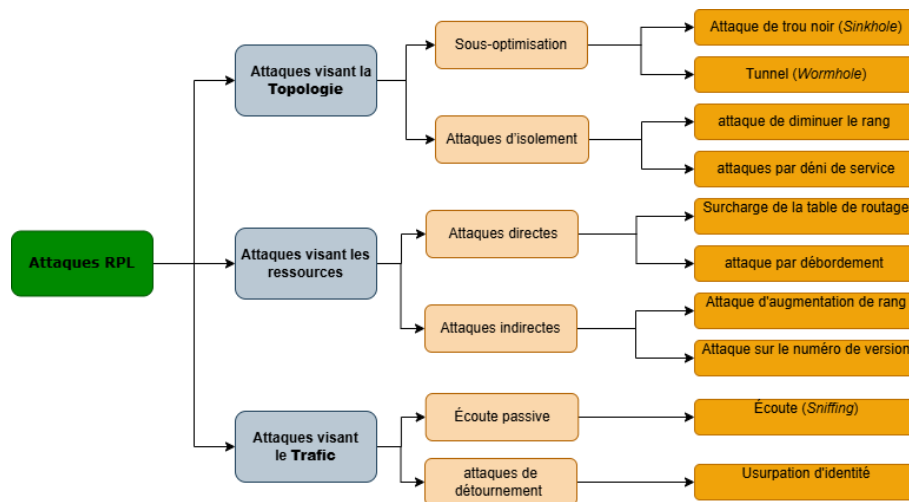 Attaques RPL
Attaques visant la
Topologie
Sous-optimisation
Attaque de trou noir (Sinkhole)
Tunnel (Wormhole)
Attaques d'isolement
attaque de diminuer le rang
attaques par déni de service
Attaques visant les
ressources
Attaques directes
Surcharge de la table de routage
attaque par débordement
Attaques indirectes
Attaque d'augmentation de rang
Attaque sur le numéro de version
Attaques visant
le Trafic
Écoute passive
Écoute (Sniffing)
attaques de
détournement
Usurpation d'identité